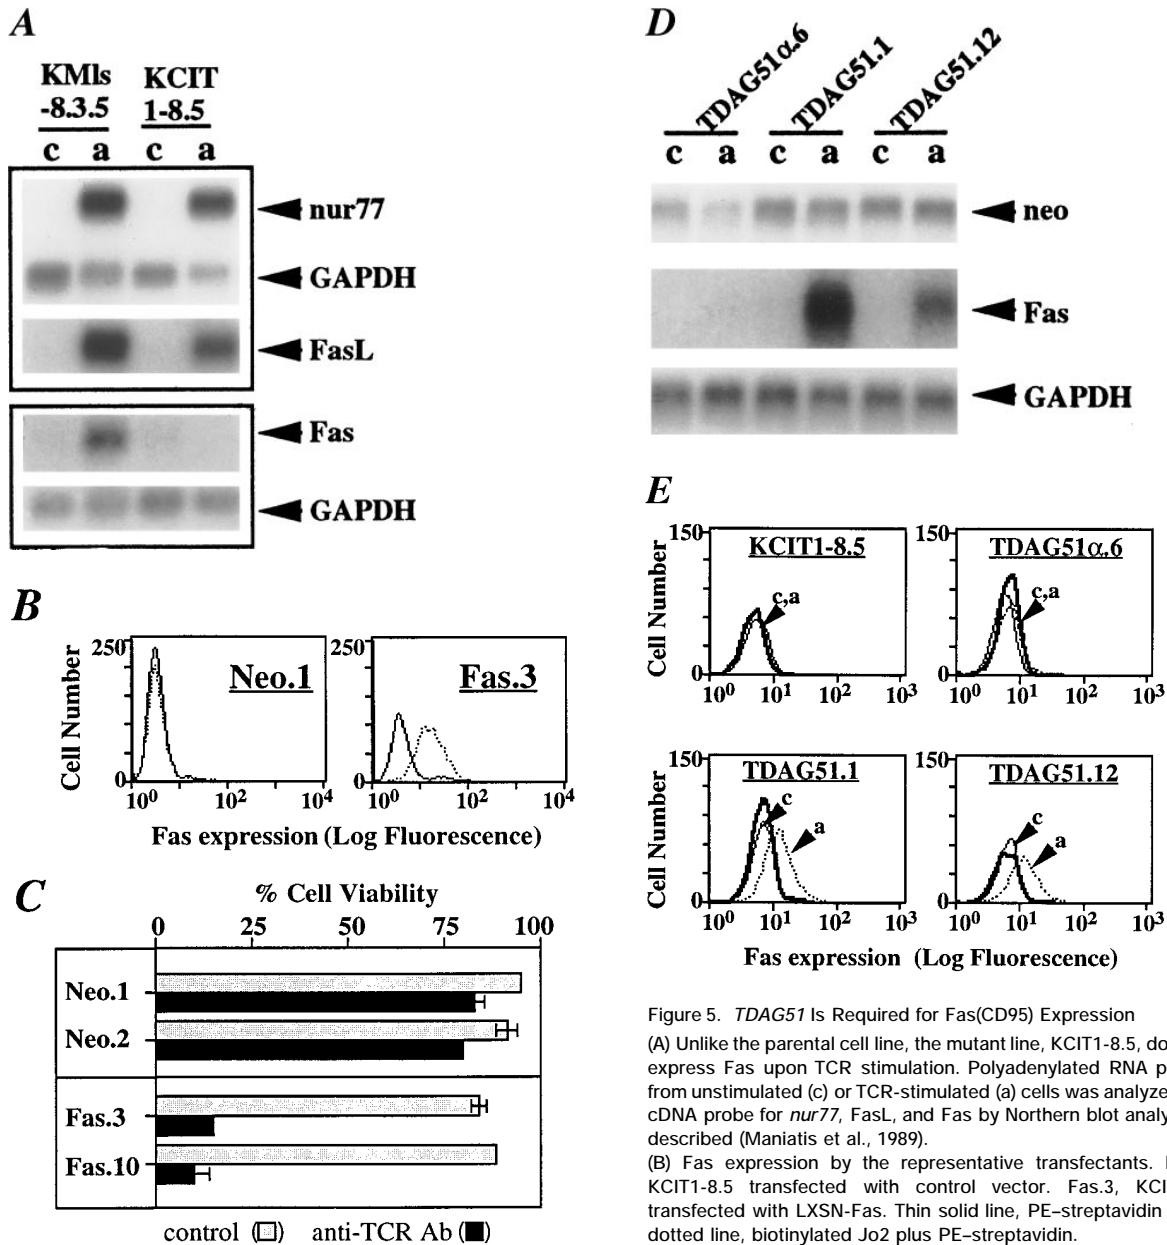 A
KMls
-8.3.5
KCIT
1-8.5
c a c a
nur77
GAPDH
FasL
Fas
GAPDH
B
Cell Number
250
0
Neo.1
10⁰ 10² 10⁴
250
0
Fas.3
10⁰ 10² 10⁴
Fas expression (Log Fluorescence)
C
% Cell Viability
0 25 50 75 100
Neo.1
Neo.2
Fas.3
Fas.10
control anti-TCR Ab
D
TDAG51α.6
TDAG51.1
TDAG51.12
c a c a c a
neo
Fas
GAPDH
E
Cell Number
150
0
KCIT1-8.5
c,a
10⁰ 10¹ 10² 10³
150
0
TDAG51α.6
c,a
10⁰ 10¹ 10² 10³
Cell Number
150
0
TDAG51.1
c
a
10⁰ 10¹ 10² 10³
150
0
TDAG51.12
c
a
10⁰ 10¹ 10² 10³
Fas expression (Log Fluorescence)
Figure 5. TDAG51 Is Required for Fas(CD95) Expression
(A) Unlike the parental cell line, the mutant line, KCIT1-8.5, do
express Fas upon TCR stimulation. Polyadenylated RNA p
from unstimulated (c) or TCR-stimulated (a) cells was analyze
cDNA probe for nur77, FasL, and Fas by Northern blot analy
described (Maniatis et al., 1989).
(B) Fas expression by the representative transfectants.
KCIT1-8.5 transfected with control vector. Fas.3, KCI
transfected with LXSN-Fas. Thin solid line, PE–streptavidin
dotted line, biotinylated Jo2 plus PE–streptavidin.